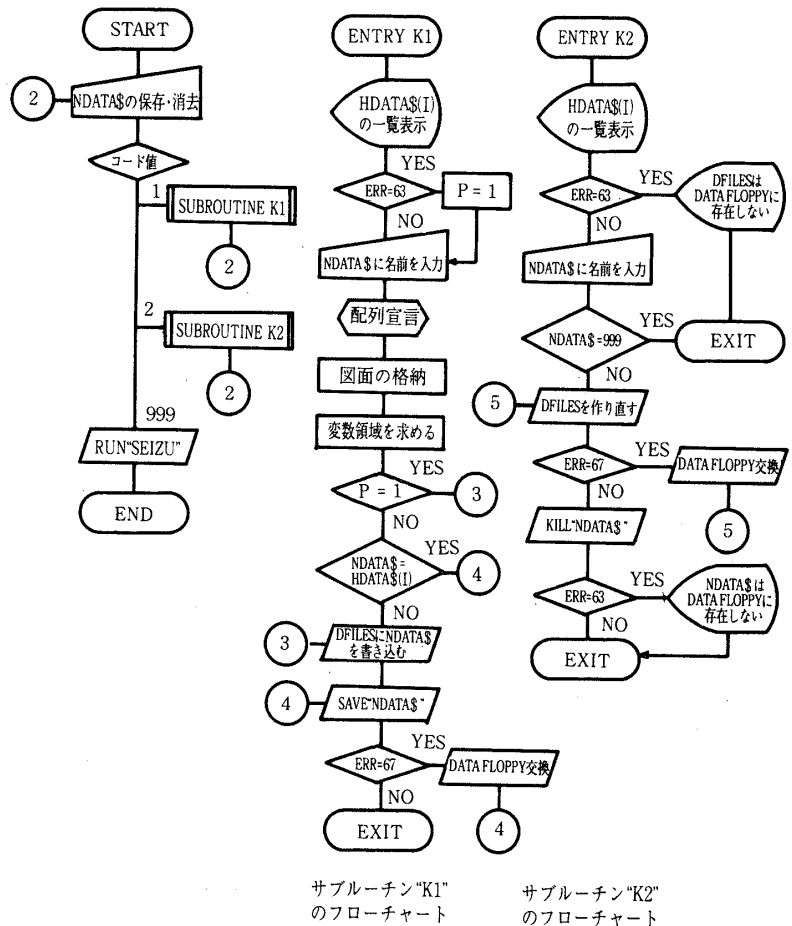 START
2
NDATA$の保存・消去
コード値
1
SUBROUTINE K1
2
2
SUBROUTINE K2
2
999
RUN"SEIZU"
END
ENTRY K1
HDATA$(I)
の一覧表示
YES
ERR=63
P = 1
NO
NDATA$に名前を入力
配列宣言
図面の格納
変数領域を求める
YES
P = 1
3
NO
NDATA$=
HDATA$(I)
YES
4
NO
3
DFILESにNDATA$
を書き込む
4
SAVE"NDATA$"
YES
ERR=67
DATA FLOPPY交換
NO
4
EXIT
サブルーチン"K1"
のフローチャート
ENTRY K2
HDATA$(I)
の一覧表示
YES
ERR=63
DFILESは
DATA FLOPPYに
存在しない
NO
NDATA$に名前を入力
NDATA$=999
YES
EXIT
NO
5
DFILESを作り直す
YES
ERR=67
DATA FLOPPY交換
NO
5
KILL"NDATA$"
YES
ERR=63
NDATA$は
DATA FLOPPYに
存在しない
NO
EXIT
サブルーチン"K2"
のフローチャート